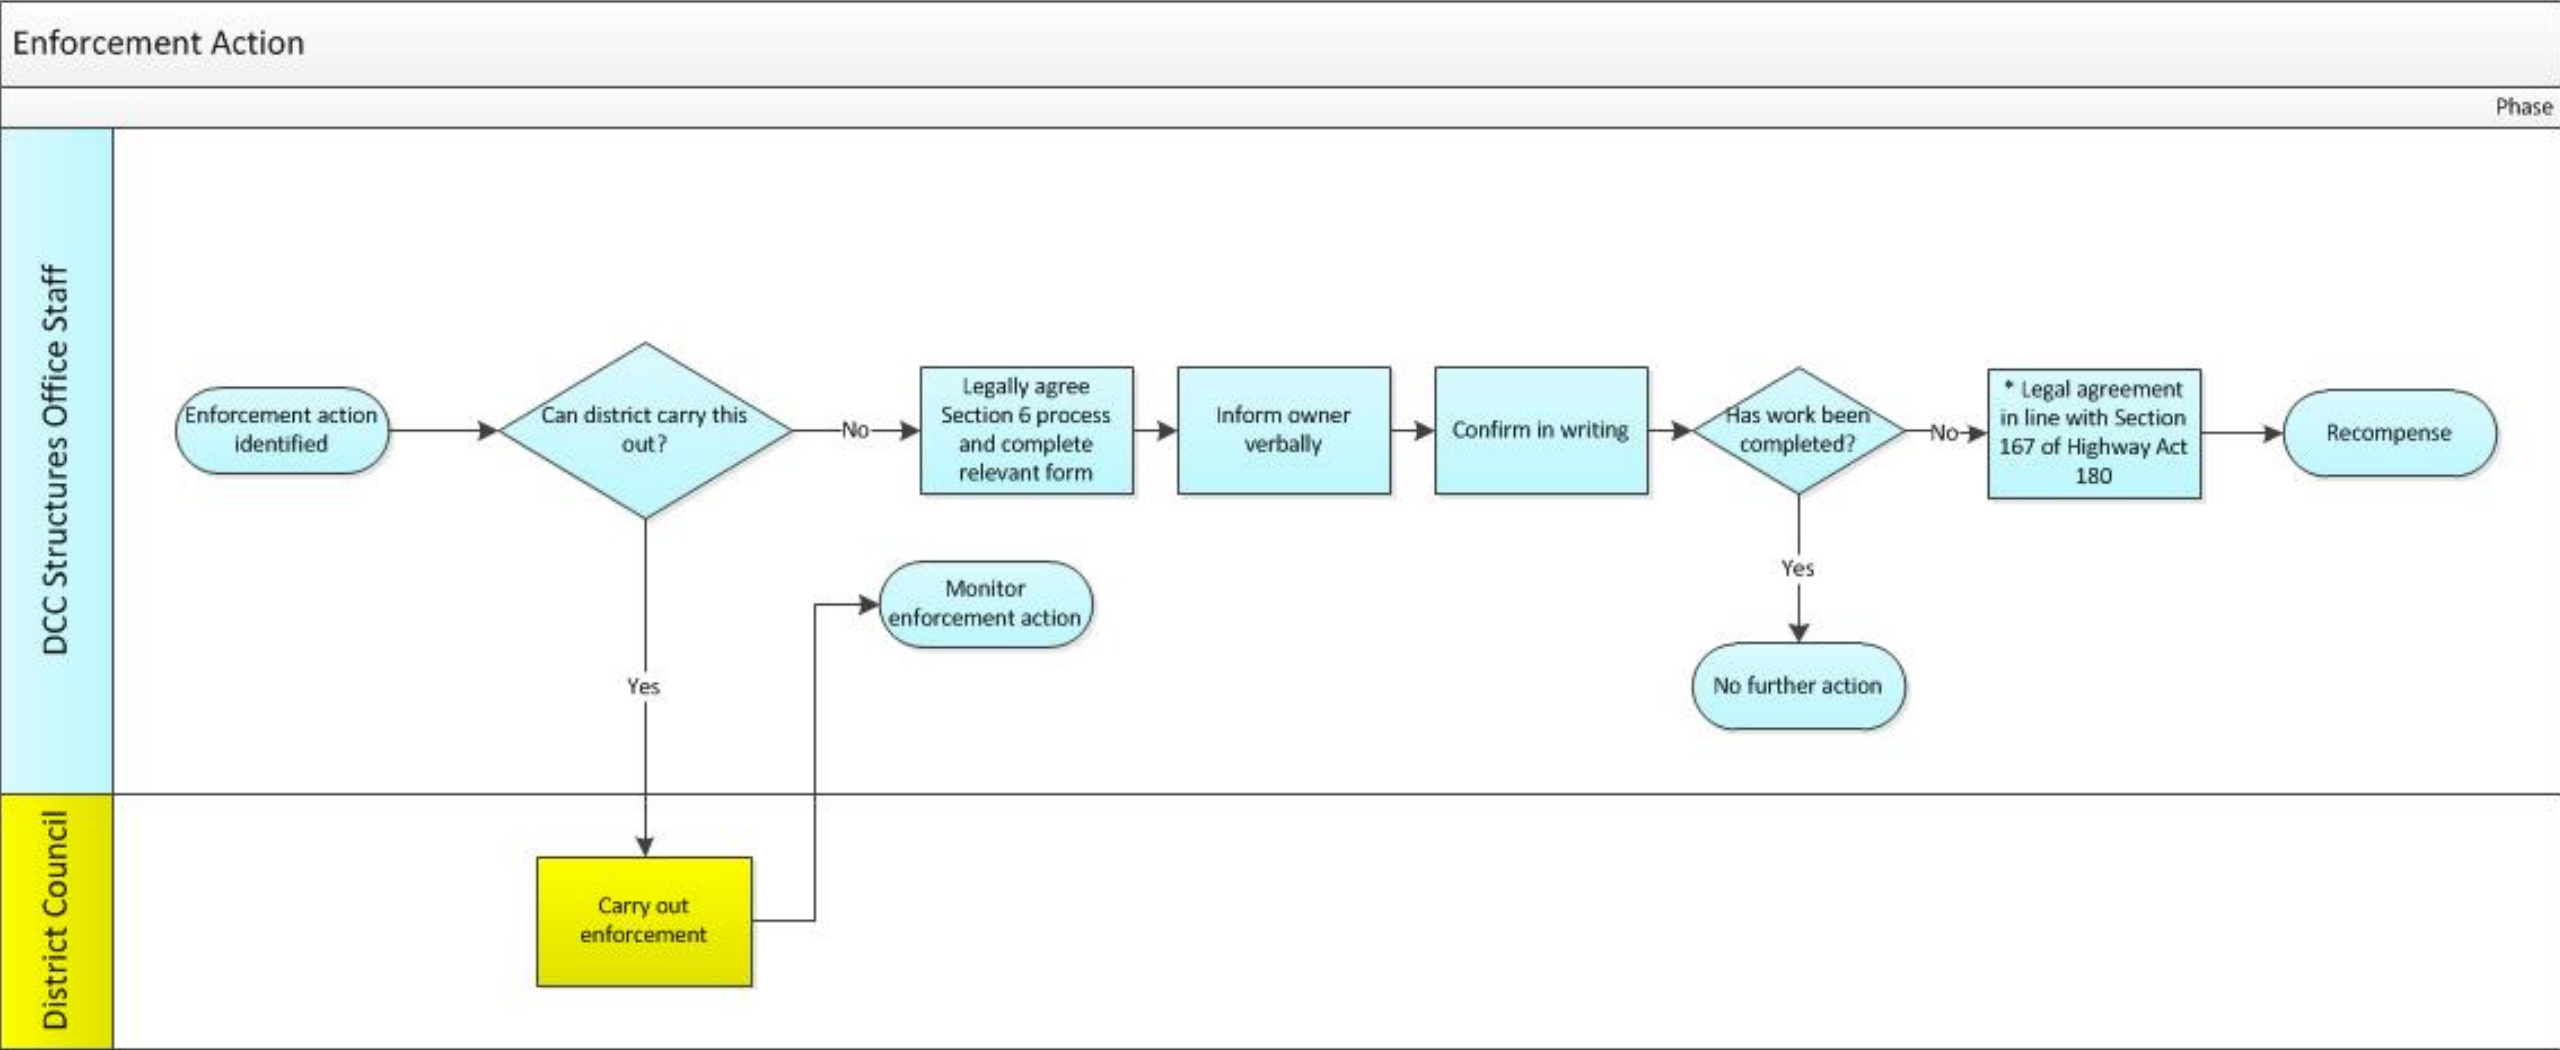 Enforcement Action
Phase
DCC Structures Office Staff
Enforcement action
identified
Can district carry this
out?
No
Legally agree
Section 6 process
and complete
relevant form
Inform owner
verbally
Confirm in writing
Has work been
completed?
No
* Legal agreement
in line with Section
167 of Highway Act
180
Recompense
Yes
Monitor
enforcement action
Yes
No further action
District Council
Carry out
enforcement